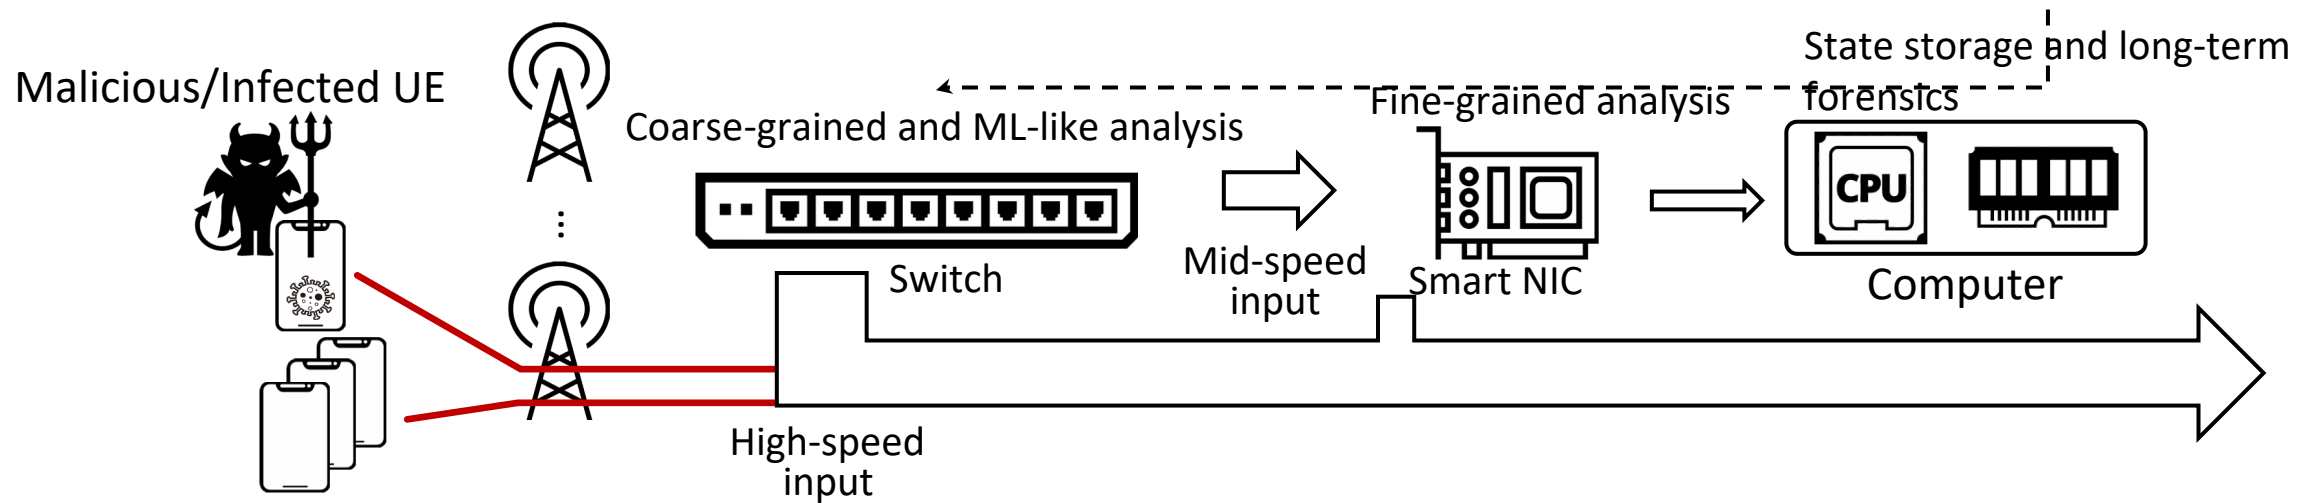 Malicious/Infected UE
Coarse-grained and ML-like analysis
Switch
High-speed
input
Mid-speed
input
Fine-grained analysis
Smart NIC
State storage and long-term
forensics
CPU
Computer